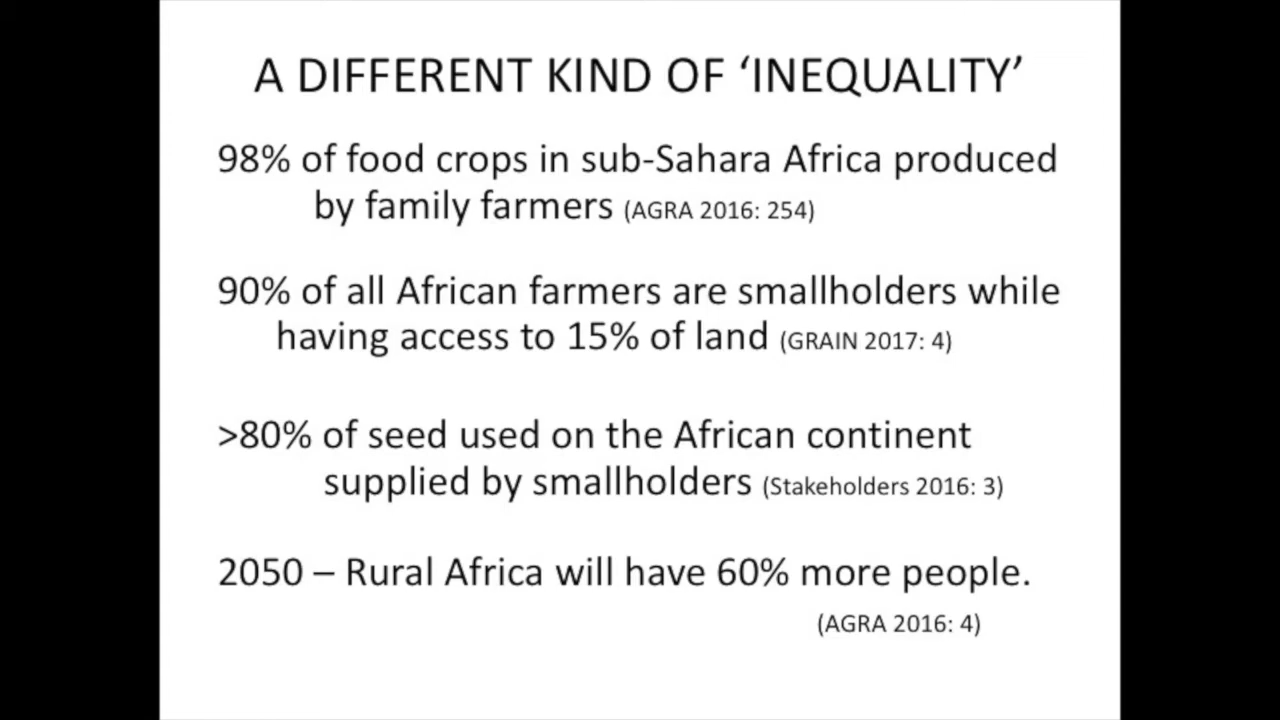 A DIFFERENT KIND OF ‘INEQUALITY’
98% of food crops in sub-Sahara Africa produced
by family farmers (AGRA 2016: 254)
90% of all African farmers are smallholders while
having access to 15% of land (GRAIN 2017: 4)
>80% of seed used on the African continent
supplied by smallholders (Stakeholders 2016: 3)
2050 – Rural Africa will have 60% more people.
(AGRA 2016: 4)